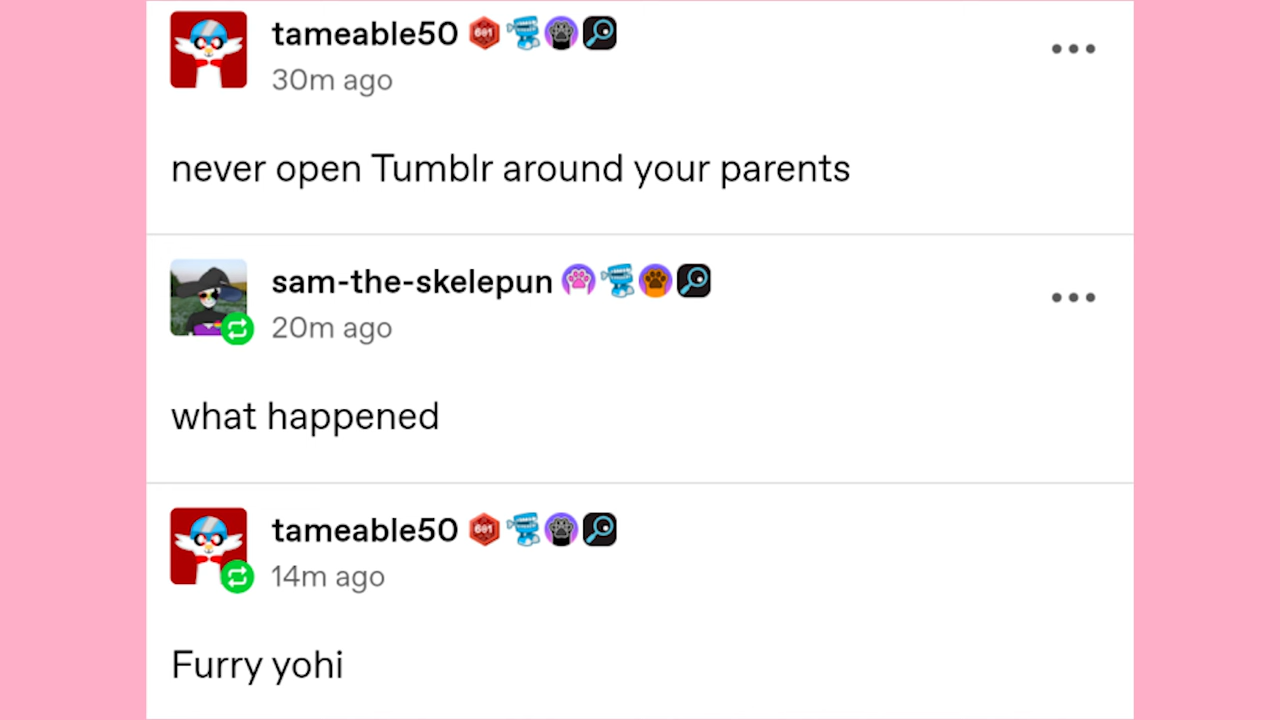 tameable50
30m ago
never open Tumblr around your parents
sam-the-skelepun
20m ago
what happened
tameable50
14m ago
Furry yohi